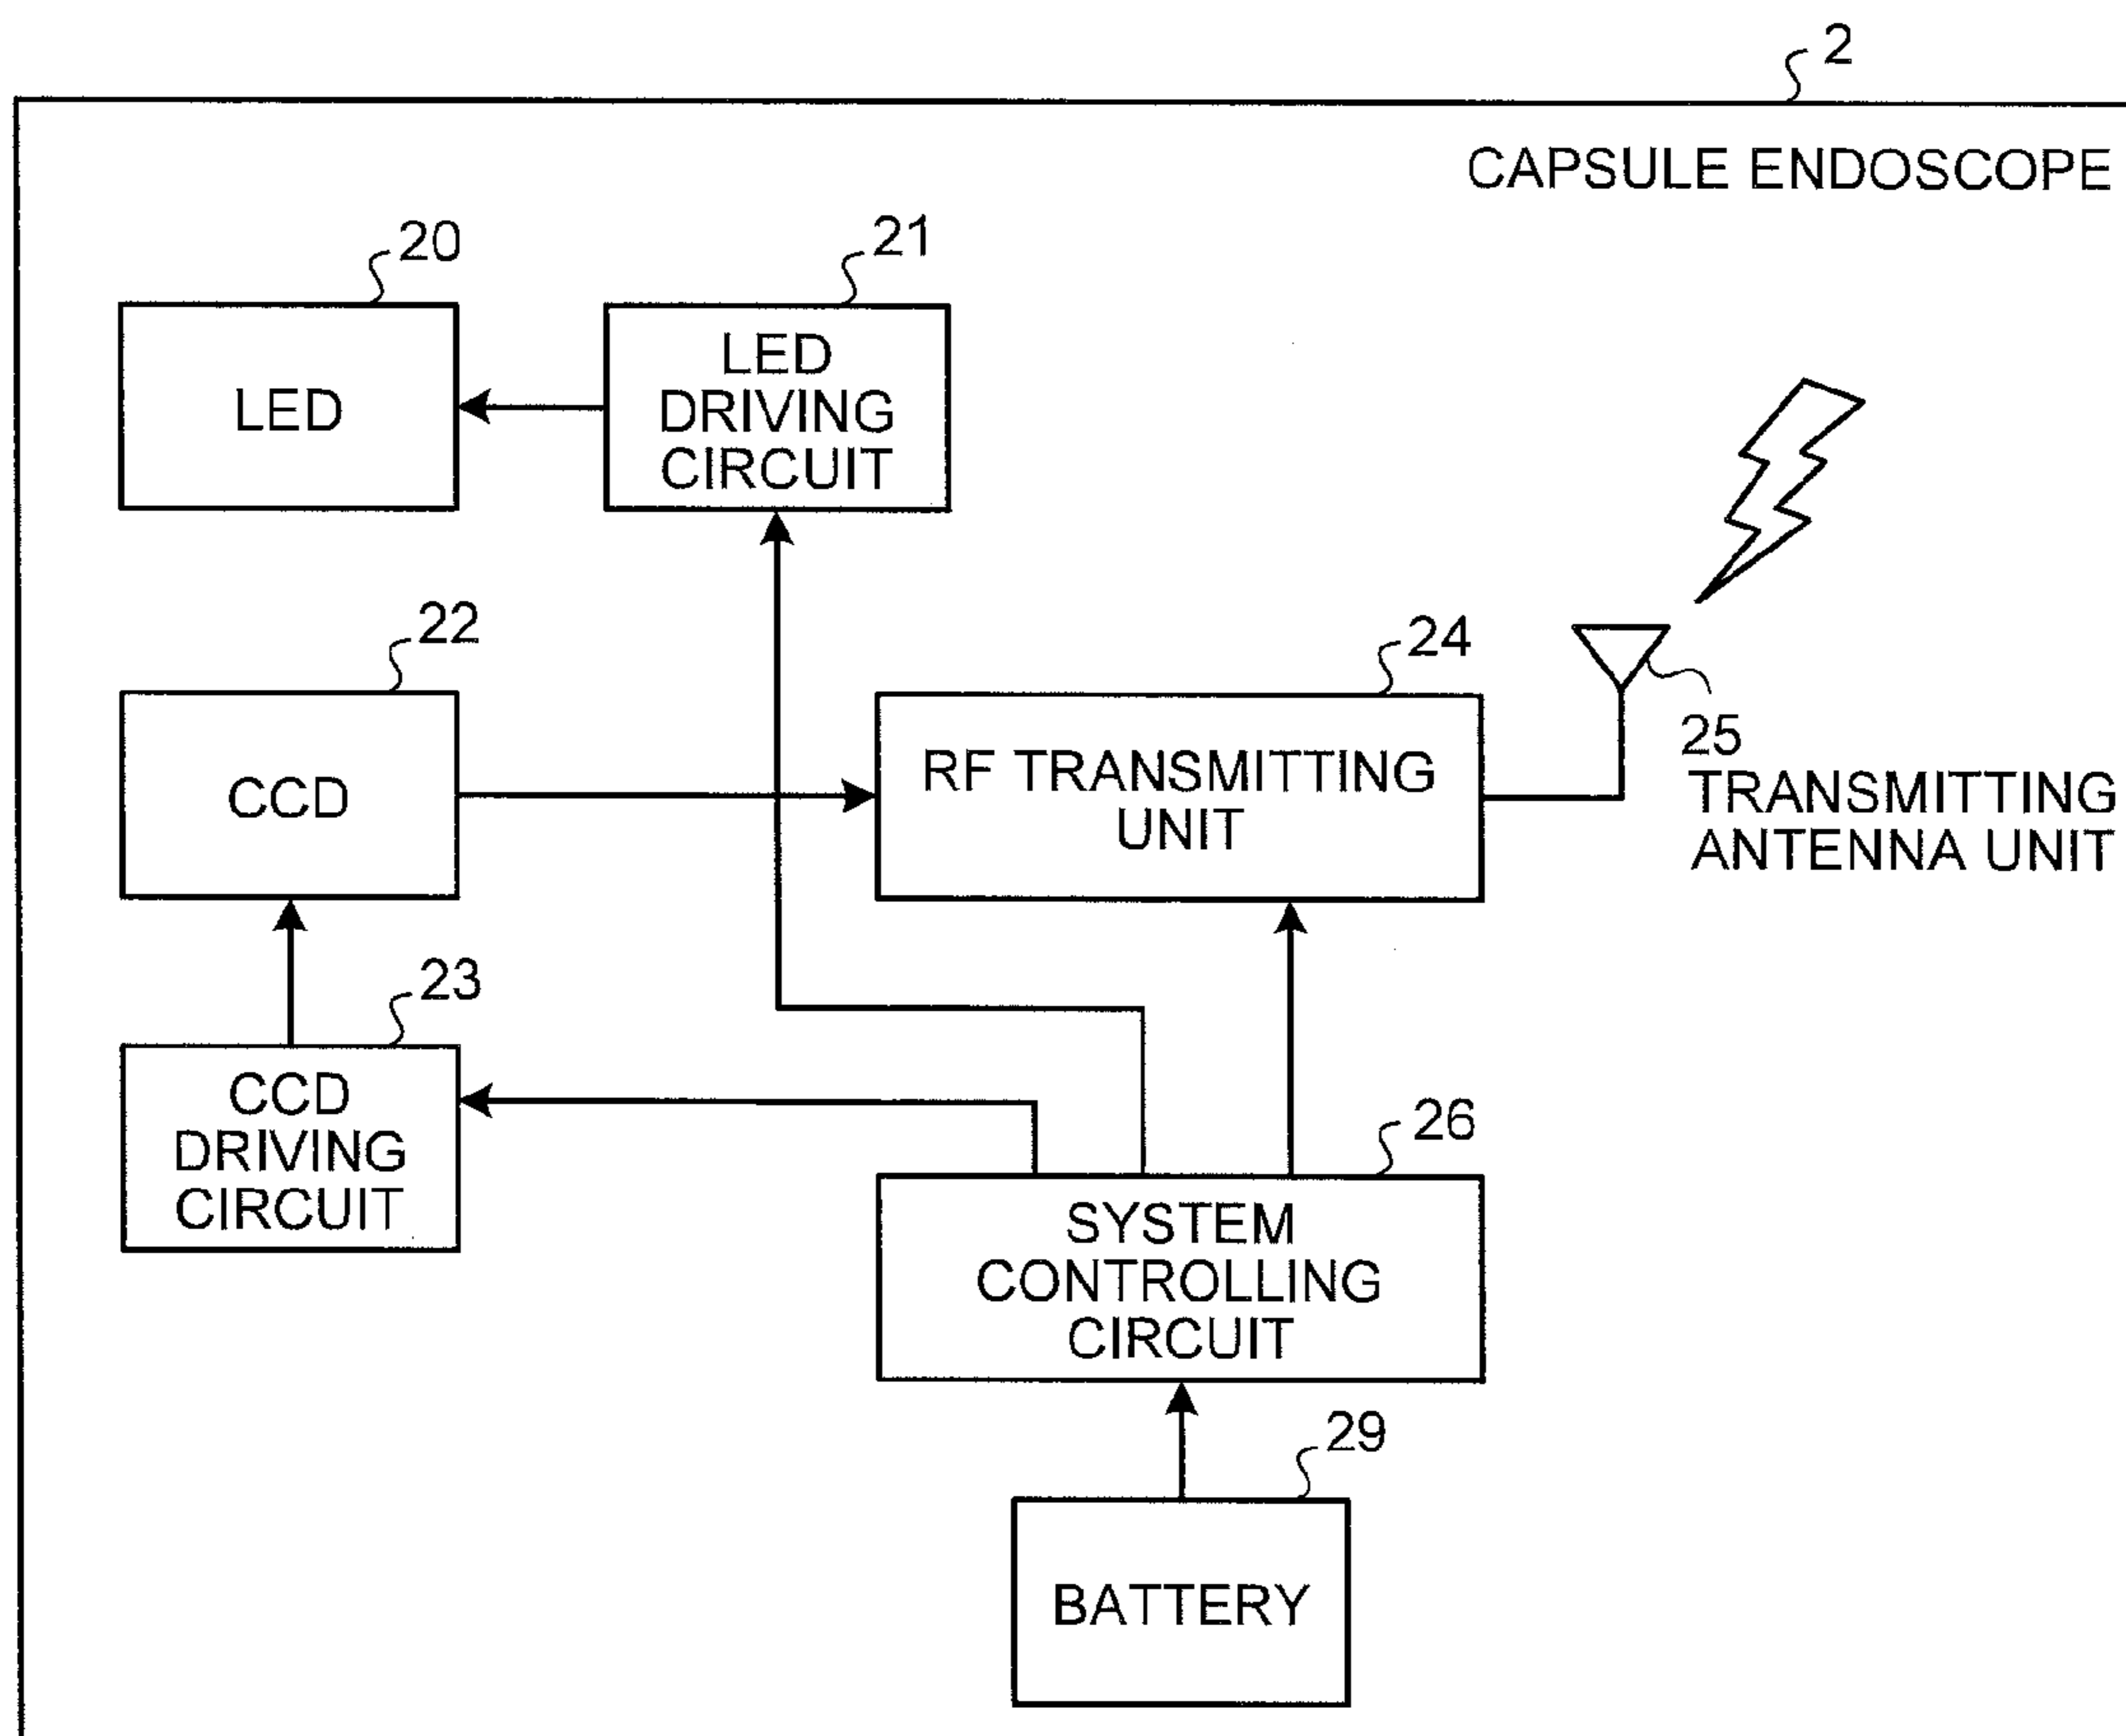 2
CAPSULE ENDOSCOPE
20
21
LED
LED
DRIVING
CIRCUIT
22
24
CCD
RF TRANSMITTING
UNIT
25
TRANSMITTING
ANTENNA UNIT
23
CCD
DRIVING
CIRCUIT
26
SYSTEM
CONTROLLING
CIRCUIT
29
BATTERY